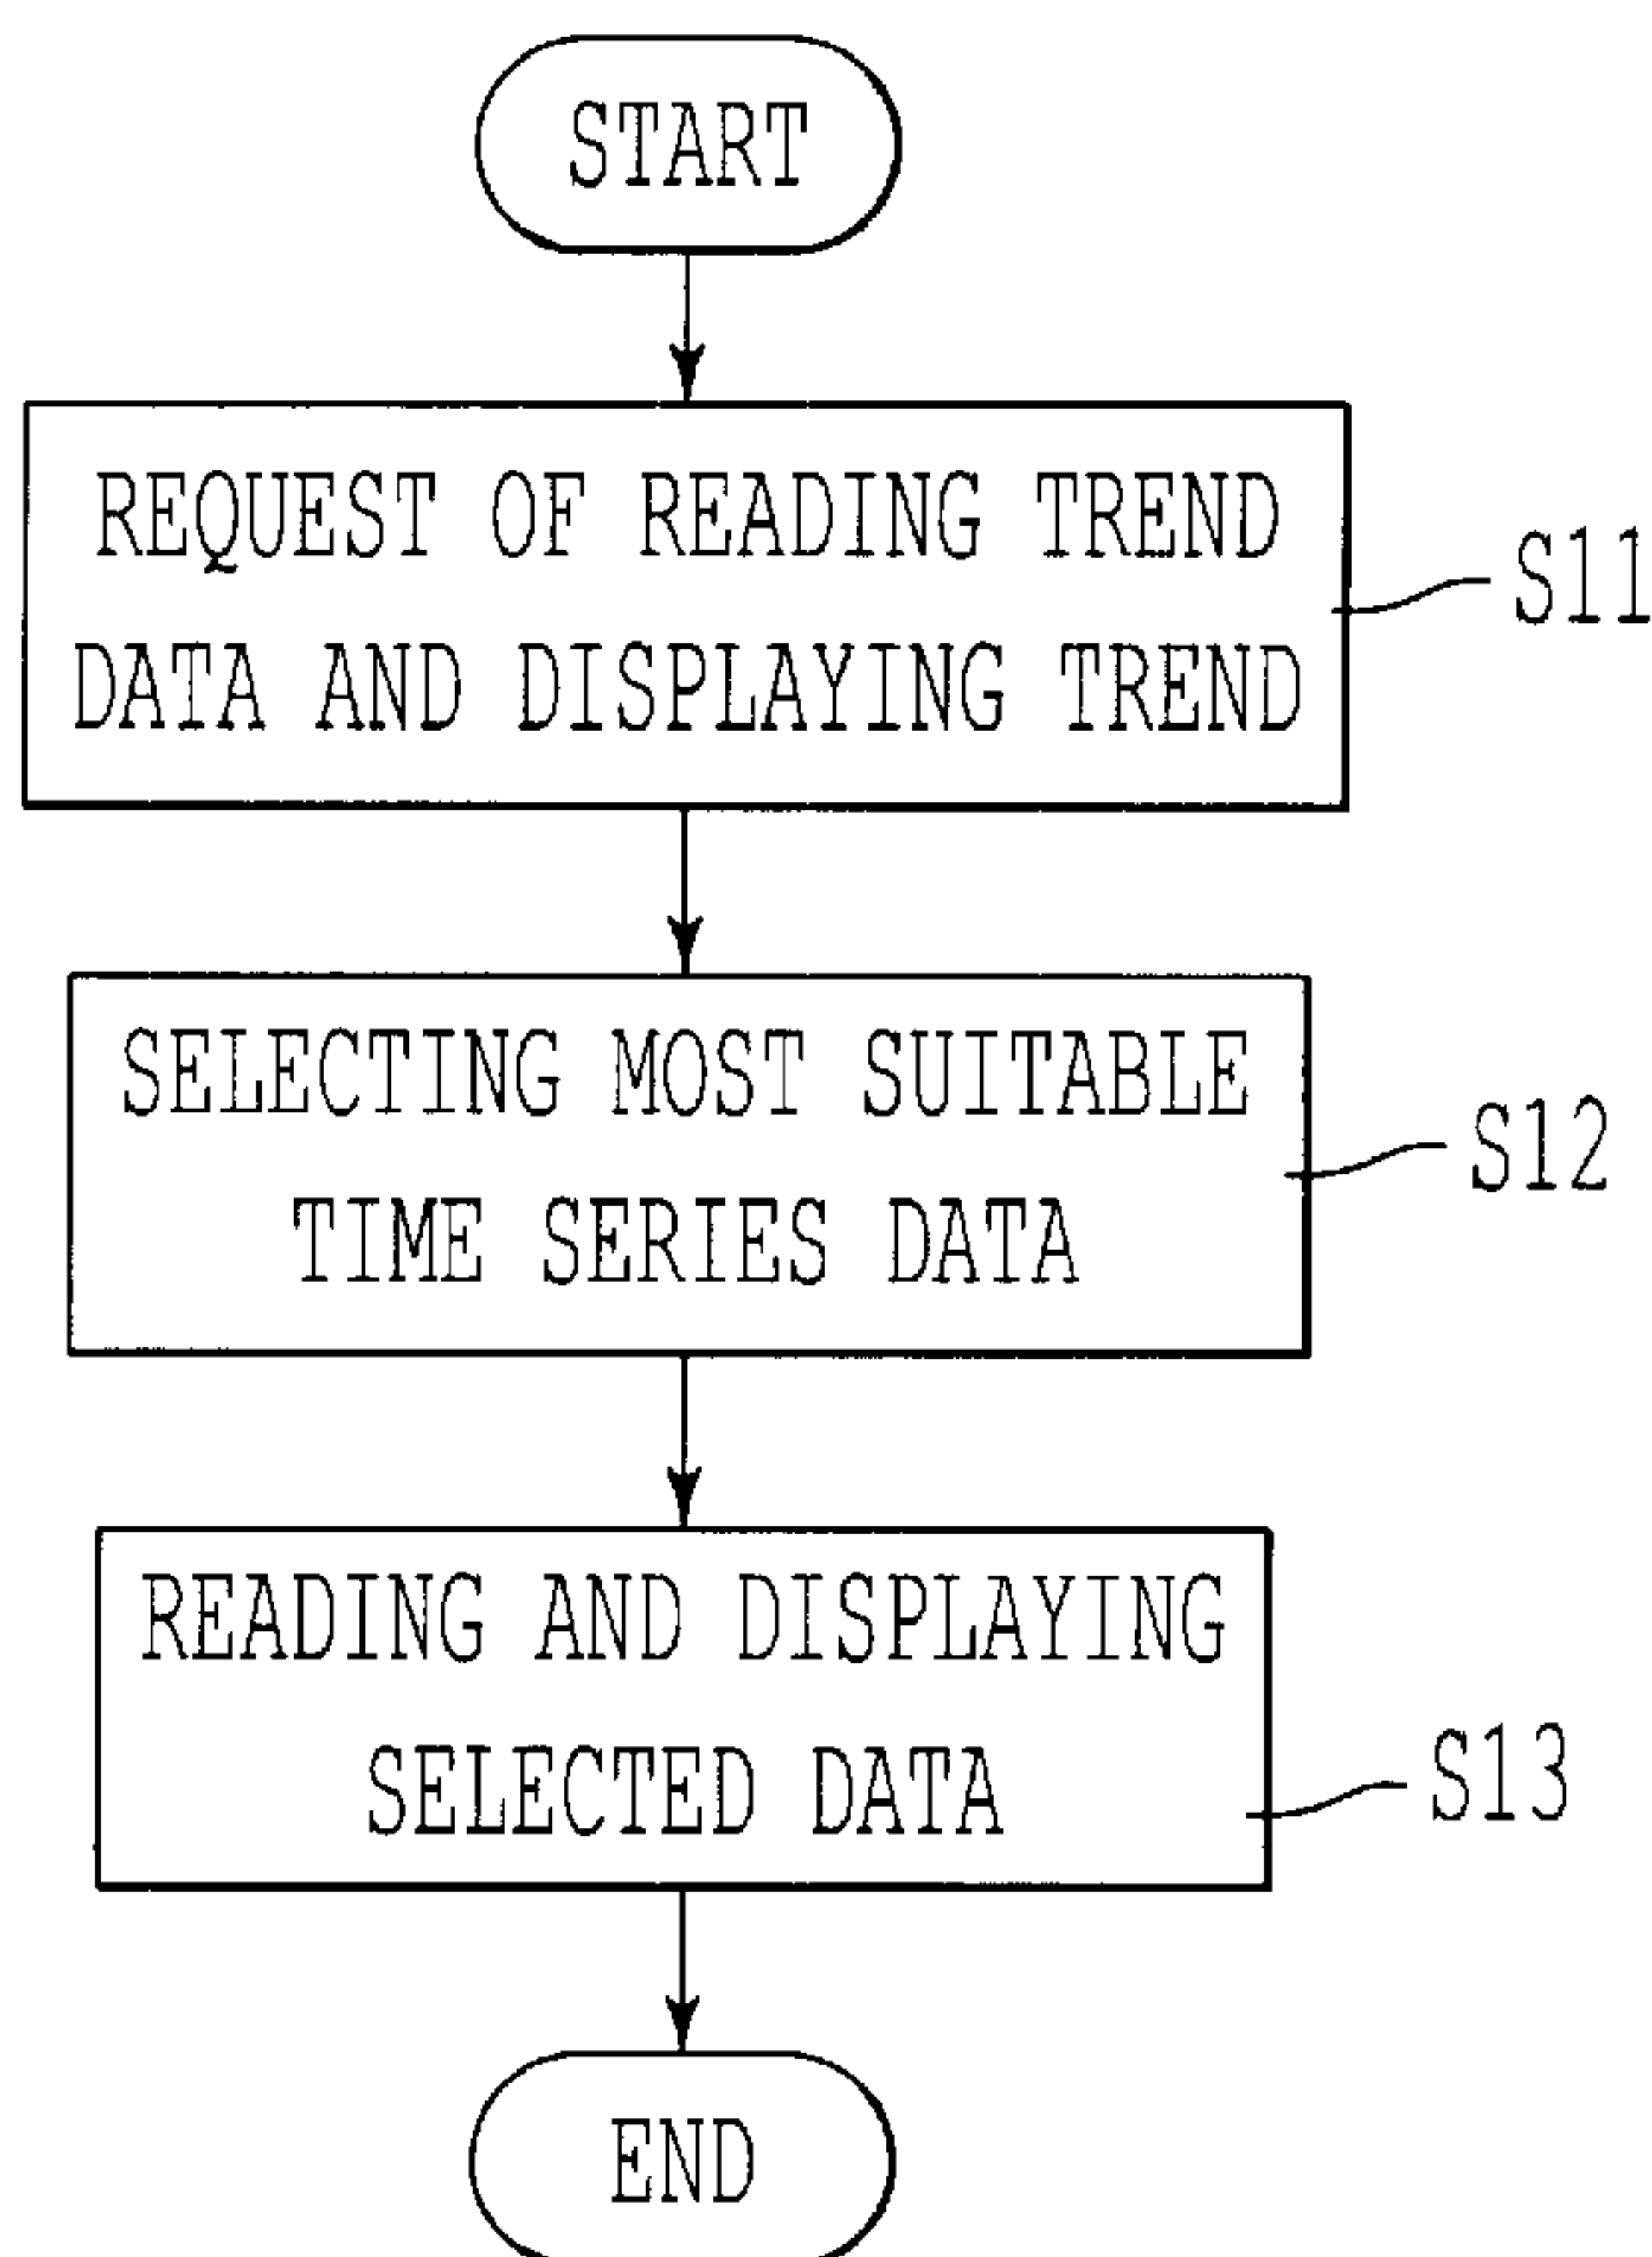 START
REQUEST OF READING TREND
DATA AND DISPLAYING TREND
S11
SELECTING MOST SUITABLE
TIME SERIES DATA
S12
READING AND DISPLAYING
SELECTED DATA
S13
END